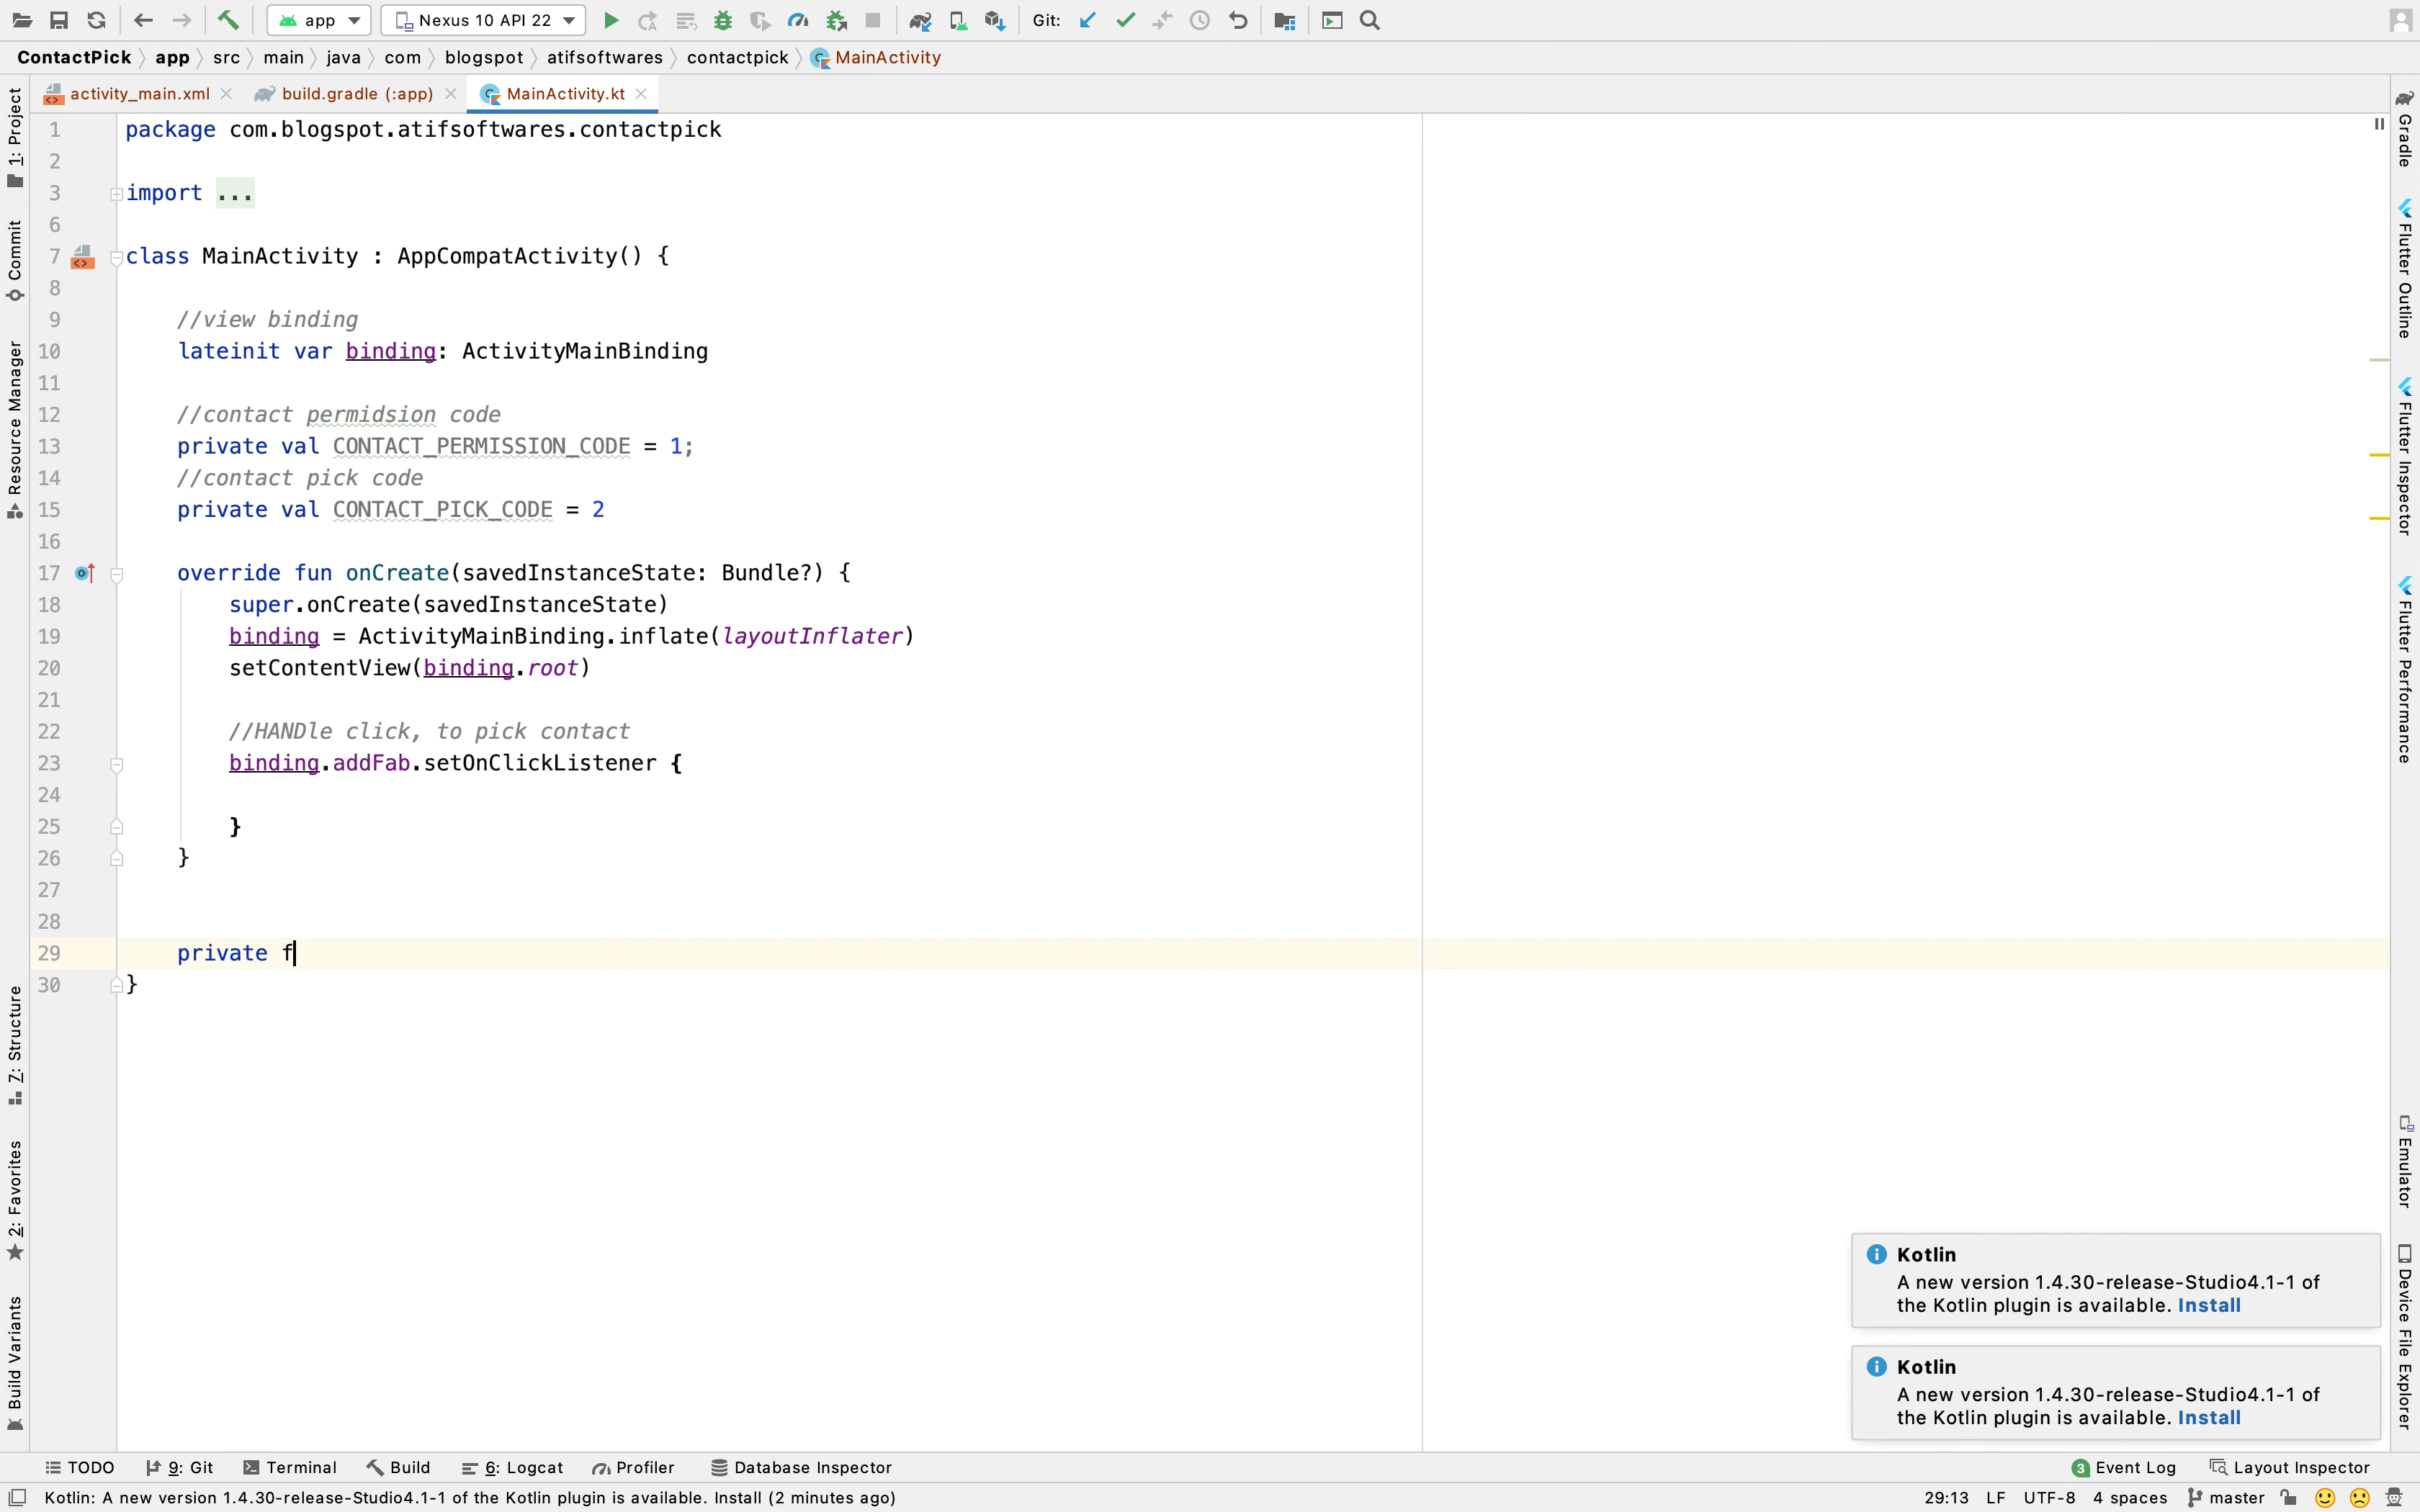 app
Nexus 10 API 22
Git:
ContactPick app src main java com blogspot atifsoftwares contactpick MainActivity
activity_main.xml
build.gradle (:app)
MainActivity.kt
1 package com.blogspot.atifsoftwares.contactpick
2
3 import ...
6
7 class MainActivity : AppCompatActivity() {
8
9 //view binding
10 lateinit var binding: ActivityMainBinding
11
12 //contact permidsion code
13 private val CONTACT_PERMISSION_CODE = 1;
14 //contact pick code
15 private val CONTACT_PICK_CODE = 2
16
17 override fun onCreate(savedInstanceState: Bundle?) {
18 super.onCreate(savedInstanceState)
19 binding = ActivityMainBinding.inflate(layoutInflater)
20 setContentView(binding.root)
21
22 //HANDle click, to pick contact
23 binding.addFab.setOnClickListener {
24
25 }
26 }
27
28
29 private f
30 }
1: Project
Commit
Resource Manager
7: Structure
2: Favorites
Build Variants
Gradle
Flutter Outline
Flutter Inspector
Flutter Performance
Emulator
Device File Explorer
Kotlin
A new version 1.4.30-release-Studio4.1-1 of
the Kotlin plugin is available. Install
Kotlin
A new version 1.4.30-release-Studio4.1-1 of
the Kotlin plugin is available. Install
TODO
9: Git
Terminal
Build
6: Logcat
Profiler
Database Inspector
3 Event Log
Layout Inspector
Kotlin: A new version 1.4.30-release-Studio4.1-1 of the Kotlin plugin is available. Install (2 minutes ago)
29:13 LF UTF-8 4 spaces master